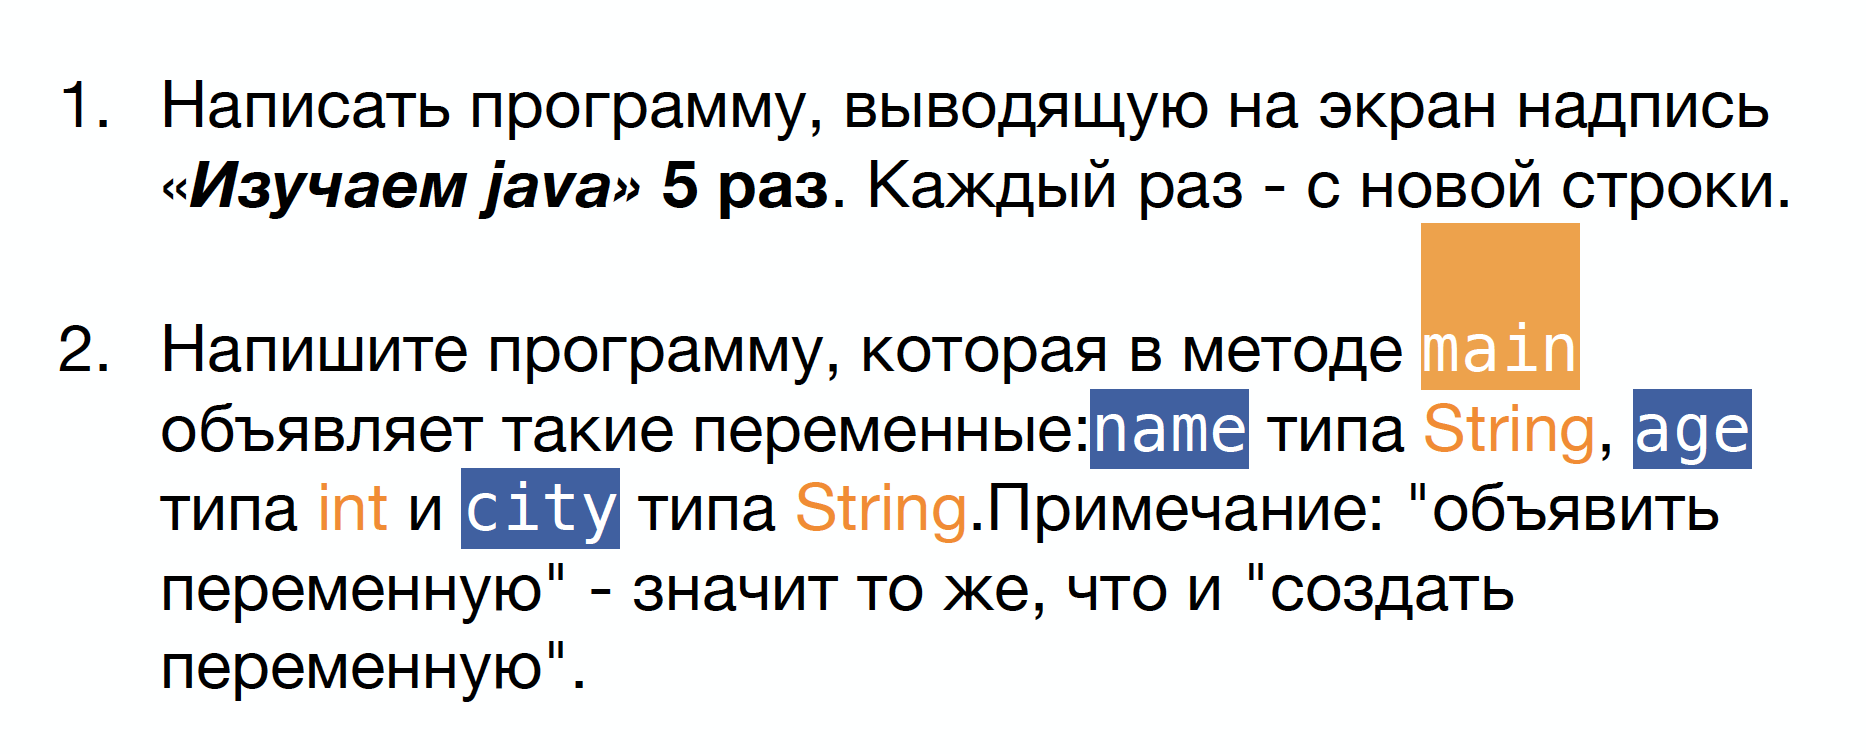 1. Написать программу, выводящую на экран надпись
«Изучаем java» 5 раз. Каждый раз - с новой строки.
2. Напишите программу, которая в методе main
объявляет такие переменные:name типа String, age
типа int и city типа String.Примечание: "объявить
переменную" - значит то же, что и "создать
переменную".